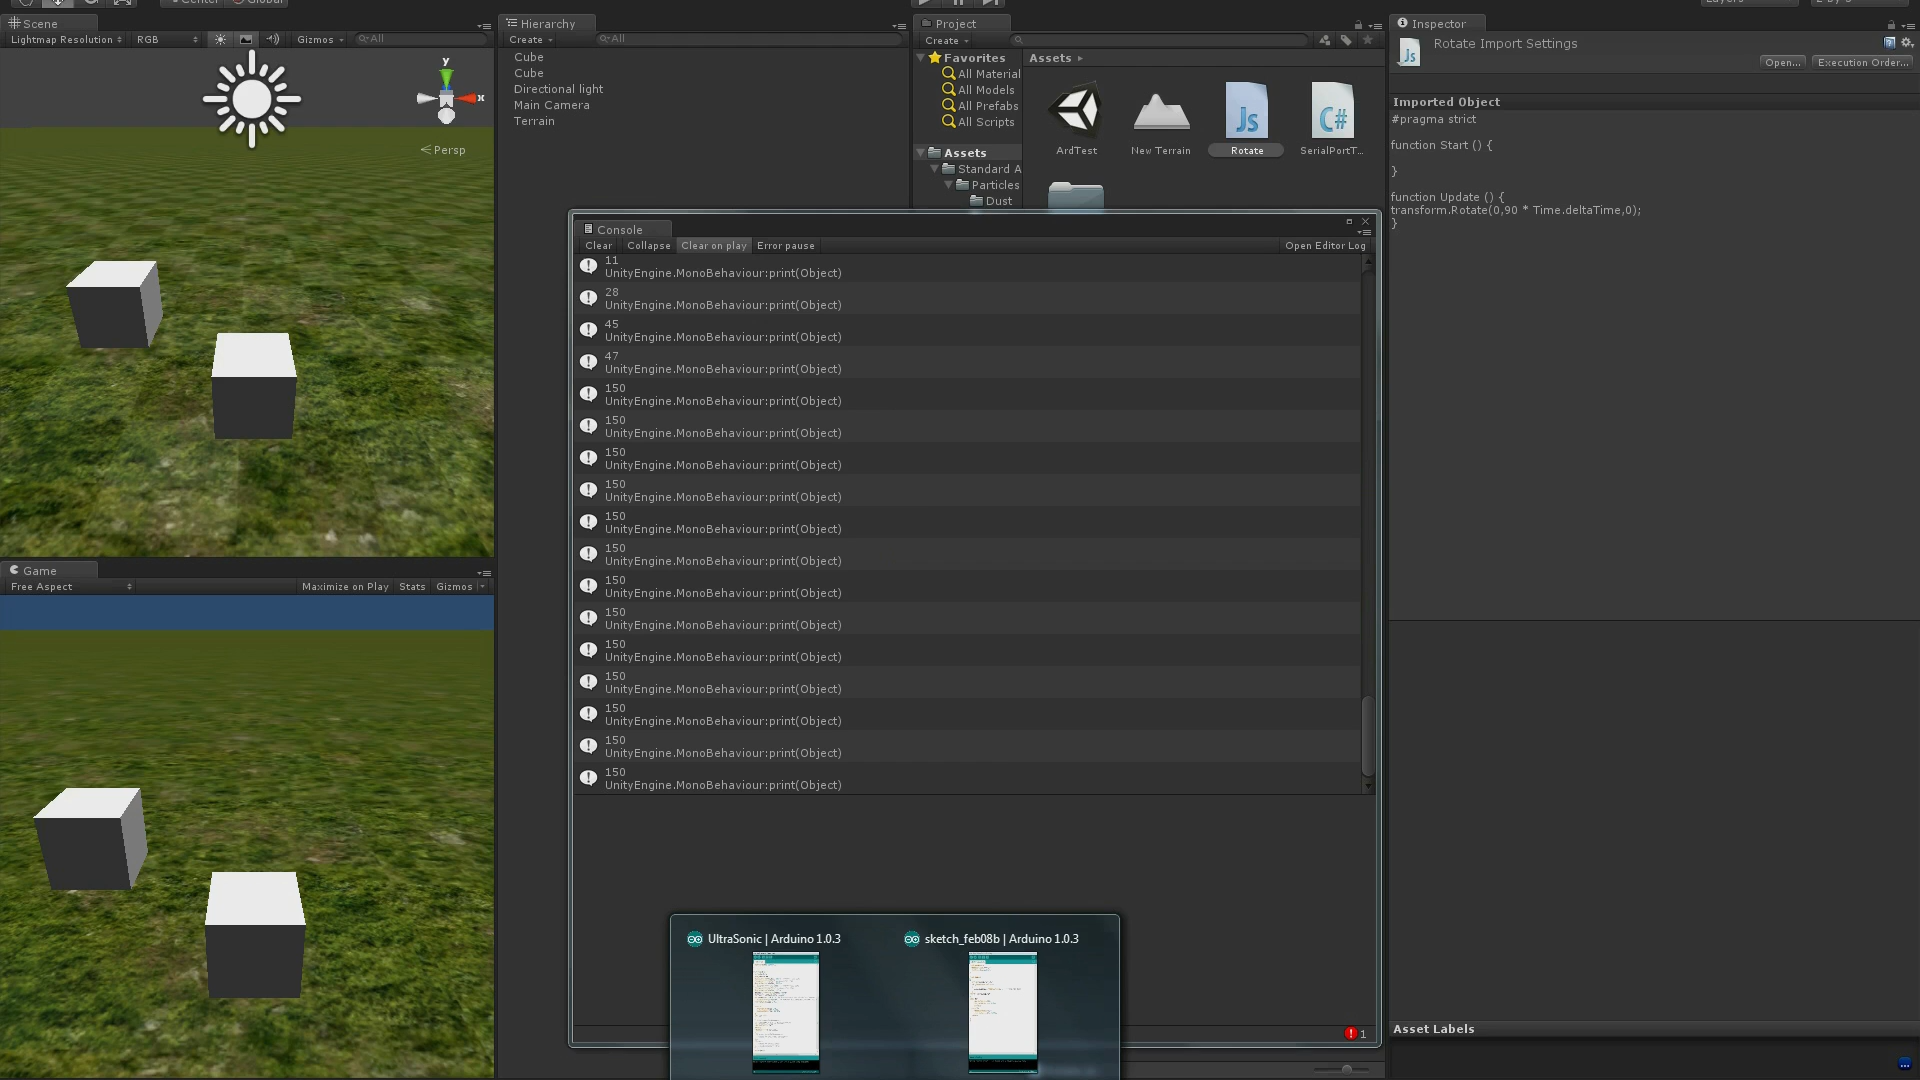 Center
Global
Layers
Scene
Lightmap Resolution
RGB
Gizmos
All
y
x
Persp
Game
Free Aspect
Maximize on Play
Stats
Gizmos
Hierarchy
Create
All
Cube
Cube
Directional light
Main Camera
Terrain
Project
Create
Favorites
All Material
All Models
All Prefabs
All Scripts
Assets
Standard A
Particles
Dust
Assets
ArdTest
New Terrain
Js
Rotate
C#
SerialPortT...
Console
Clear
Collapse
Clear on play
Error pause
Open Editor Log
11
UnityEngine.MonoBehaviour:print(Object)
28
UnityEngine.MonoBehaviour:print(Object)
45
UnityEngine.MonoBehaviour:print(Object)
47
UnityEngine.MonoBehaviour:print(Object)
150
UnityEngine.MonoBehaviour:print(Object)
150
UnityEngine.MonoBehaviour:print(Object)
150
UnityEngine.MonoBehaviour:print(Object)
150
UnityEngine.MonoBehaviour:print(Object)
150
UnityEngine.MonoBehaviour:print(Object)
150
UnityEngine.MonoBehaviour:print(Object)
150
UnityEngine.MonoBehaviour:print(Object)
150
UnityEngine.MonoBehaviour:print(Object)
150
UnityEngine.MonoBehaviour:print(Object)
150
UnityEngine.MonoBehaviour:print(Object)
150
UnityEngine.MonoBehaviour:print(Object)
150
UnityEngine.MonoBehaviour:print(Object)
150
UnityEngine.MonoBehaviour:print(Object)
1
UltraSonic | Arduino 1.0.3
sketch_feb08b | Arduino 1.0.3
Inspector
Js
Rotate Import Settings
Open...
Execution Order...
Imported Object
#pragma strict
function Start () {
}
function Update () {
transform.Rotate(0,90 * Time.deltaTime,0);
}
Asset Labels